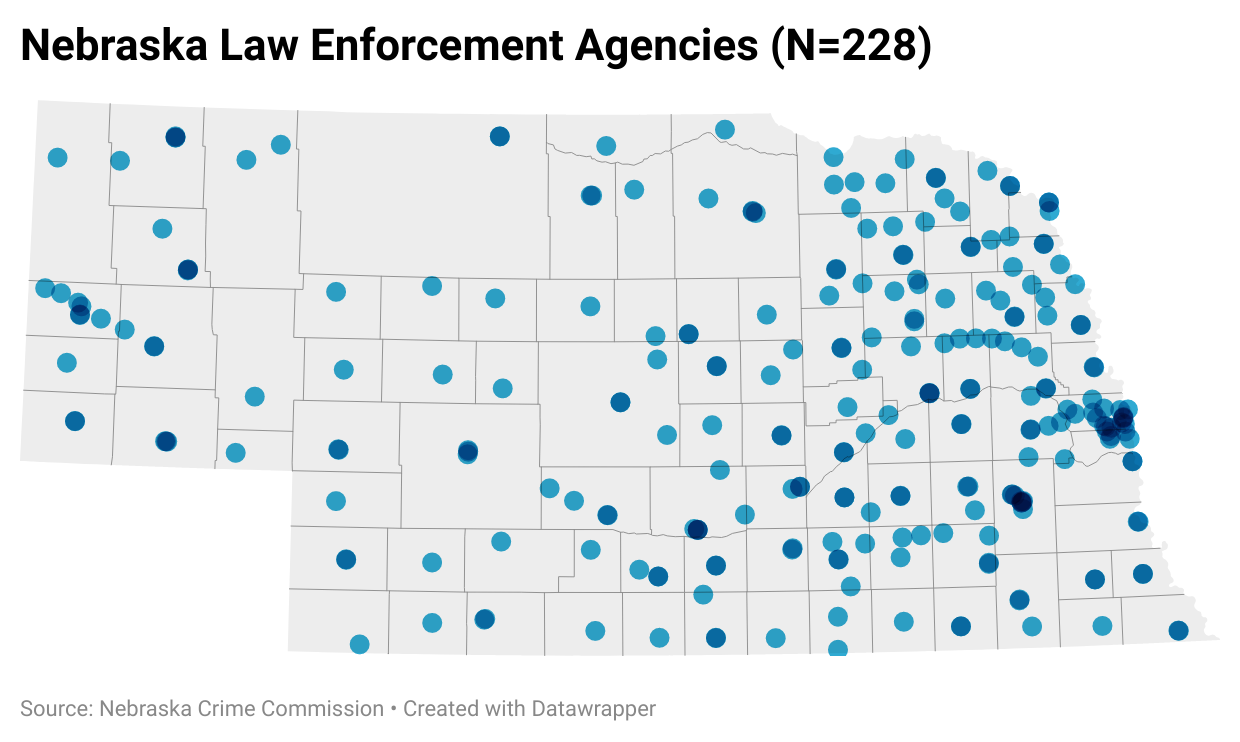 Nebraska Law Enforcement Agencies (N=228)
Source: Nebraska Crime Commission • Created with Datawrapper